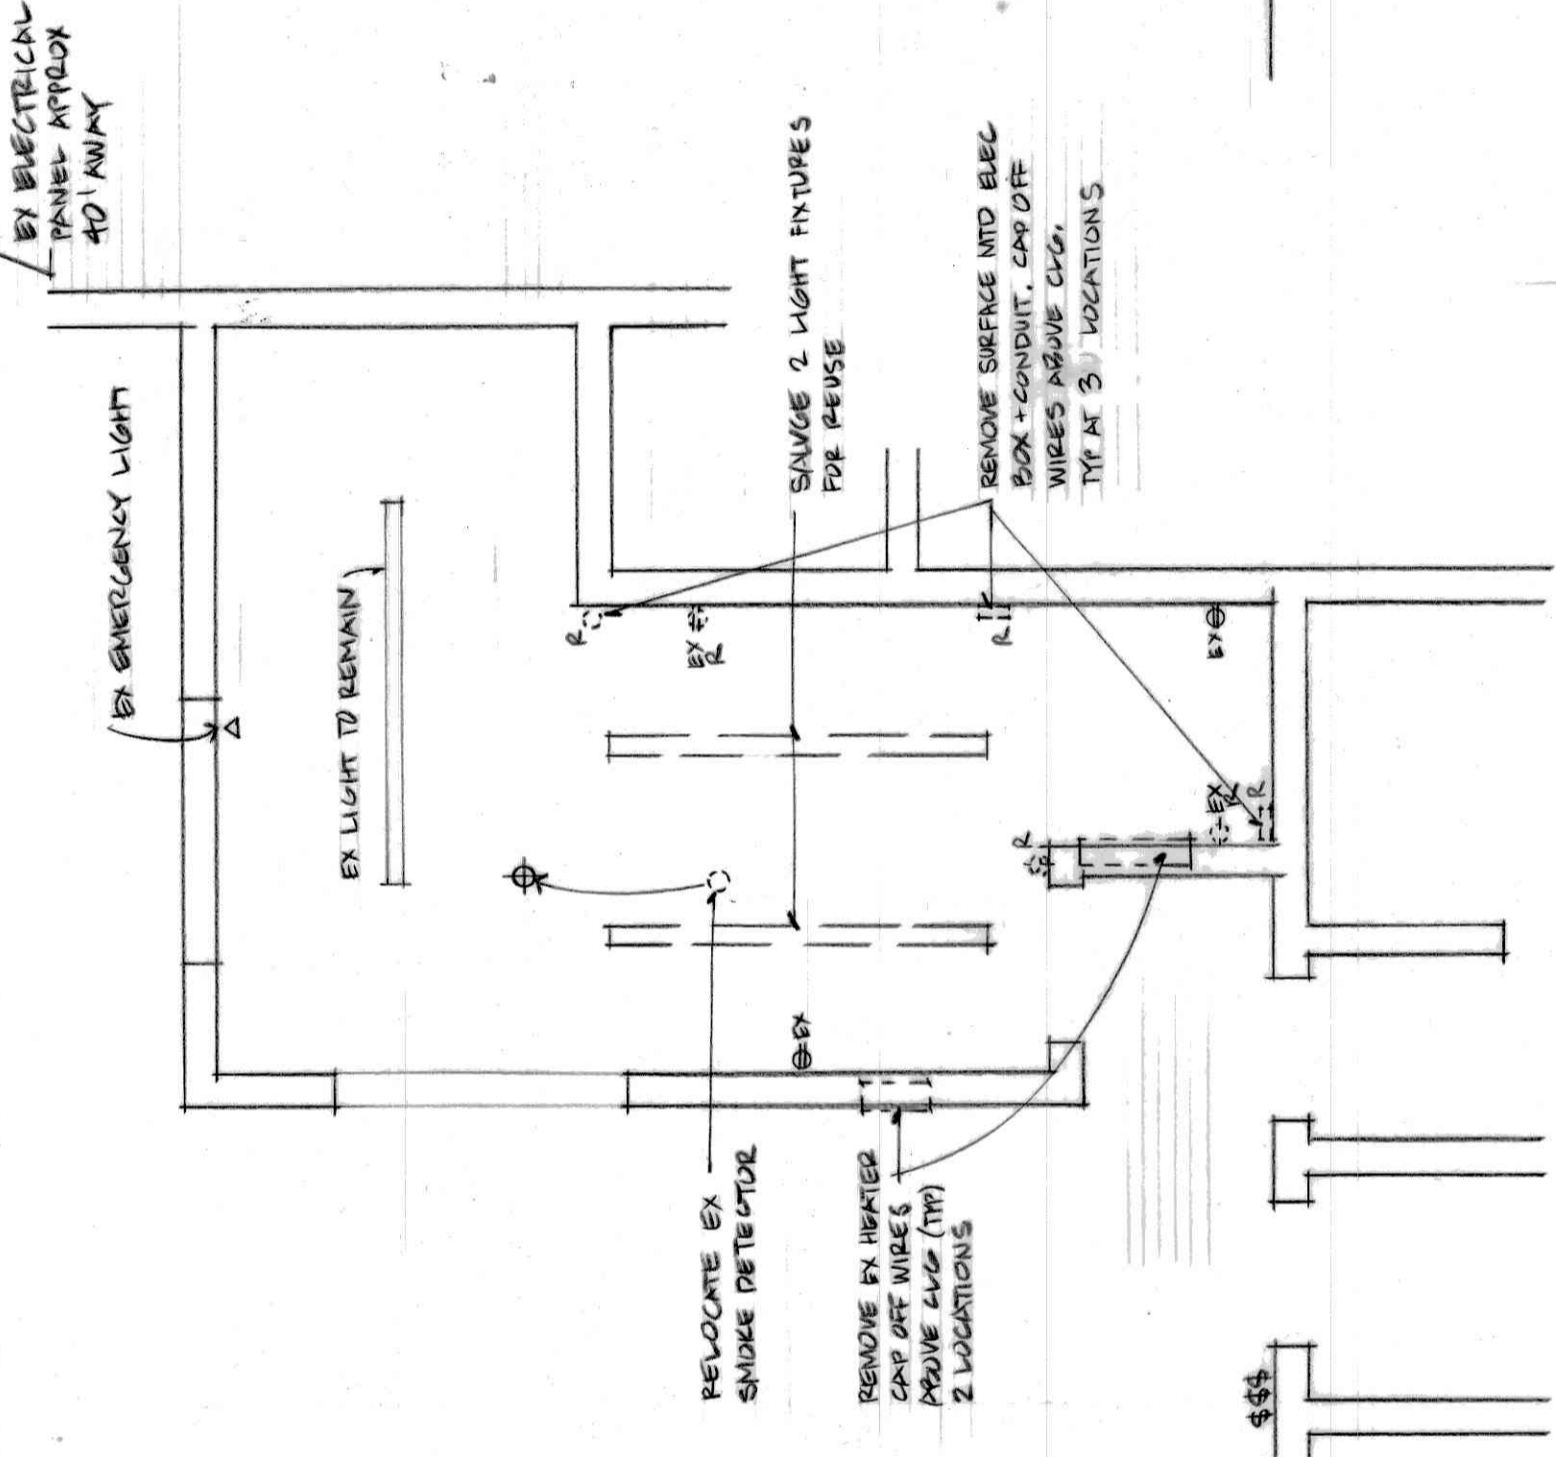 EX ELECTRICAL
PANEL APPROX
40' AWAY
EX EMERGENCY LIGHT
EX LIGHT TO REMAIN
SALVGE 2 LIGHT FIXTURES
FOR REUSE
REMOVE SURFACE MTD ELEC
BOX + CONDUIT. CAP OFF
WIRES ABOVE CLG.
TYP AT 3 LOCATIONS
R
EX
R
R
EX
EX
R
R
R
EX
RELOCATE EX
SMOKE DETECTOR
REMOVE EX HEATER
CAP OFF WIRES
ABOVE CLG (TYP)
2 LOCATIONS
$$$